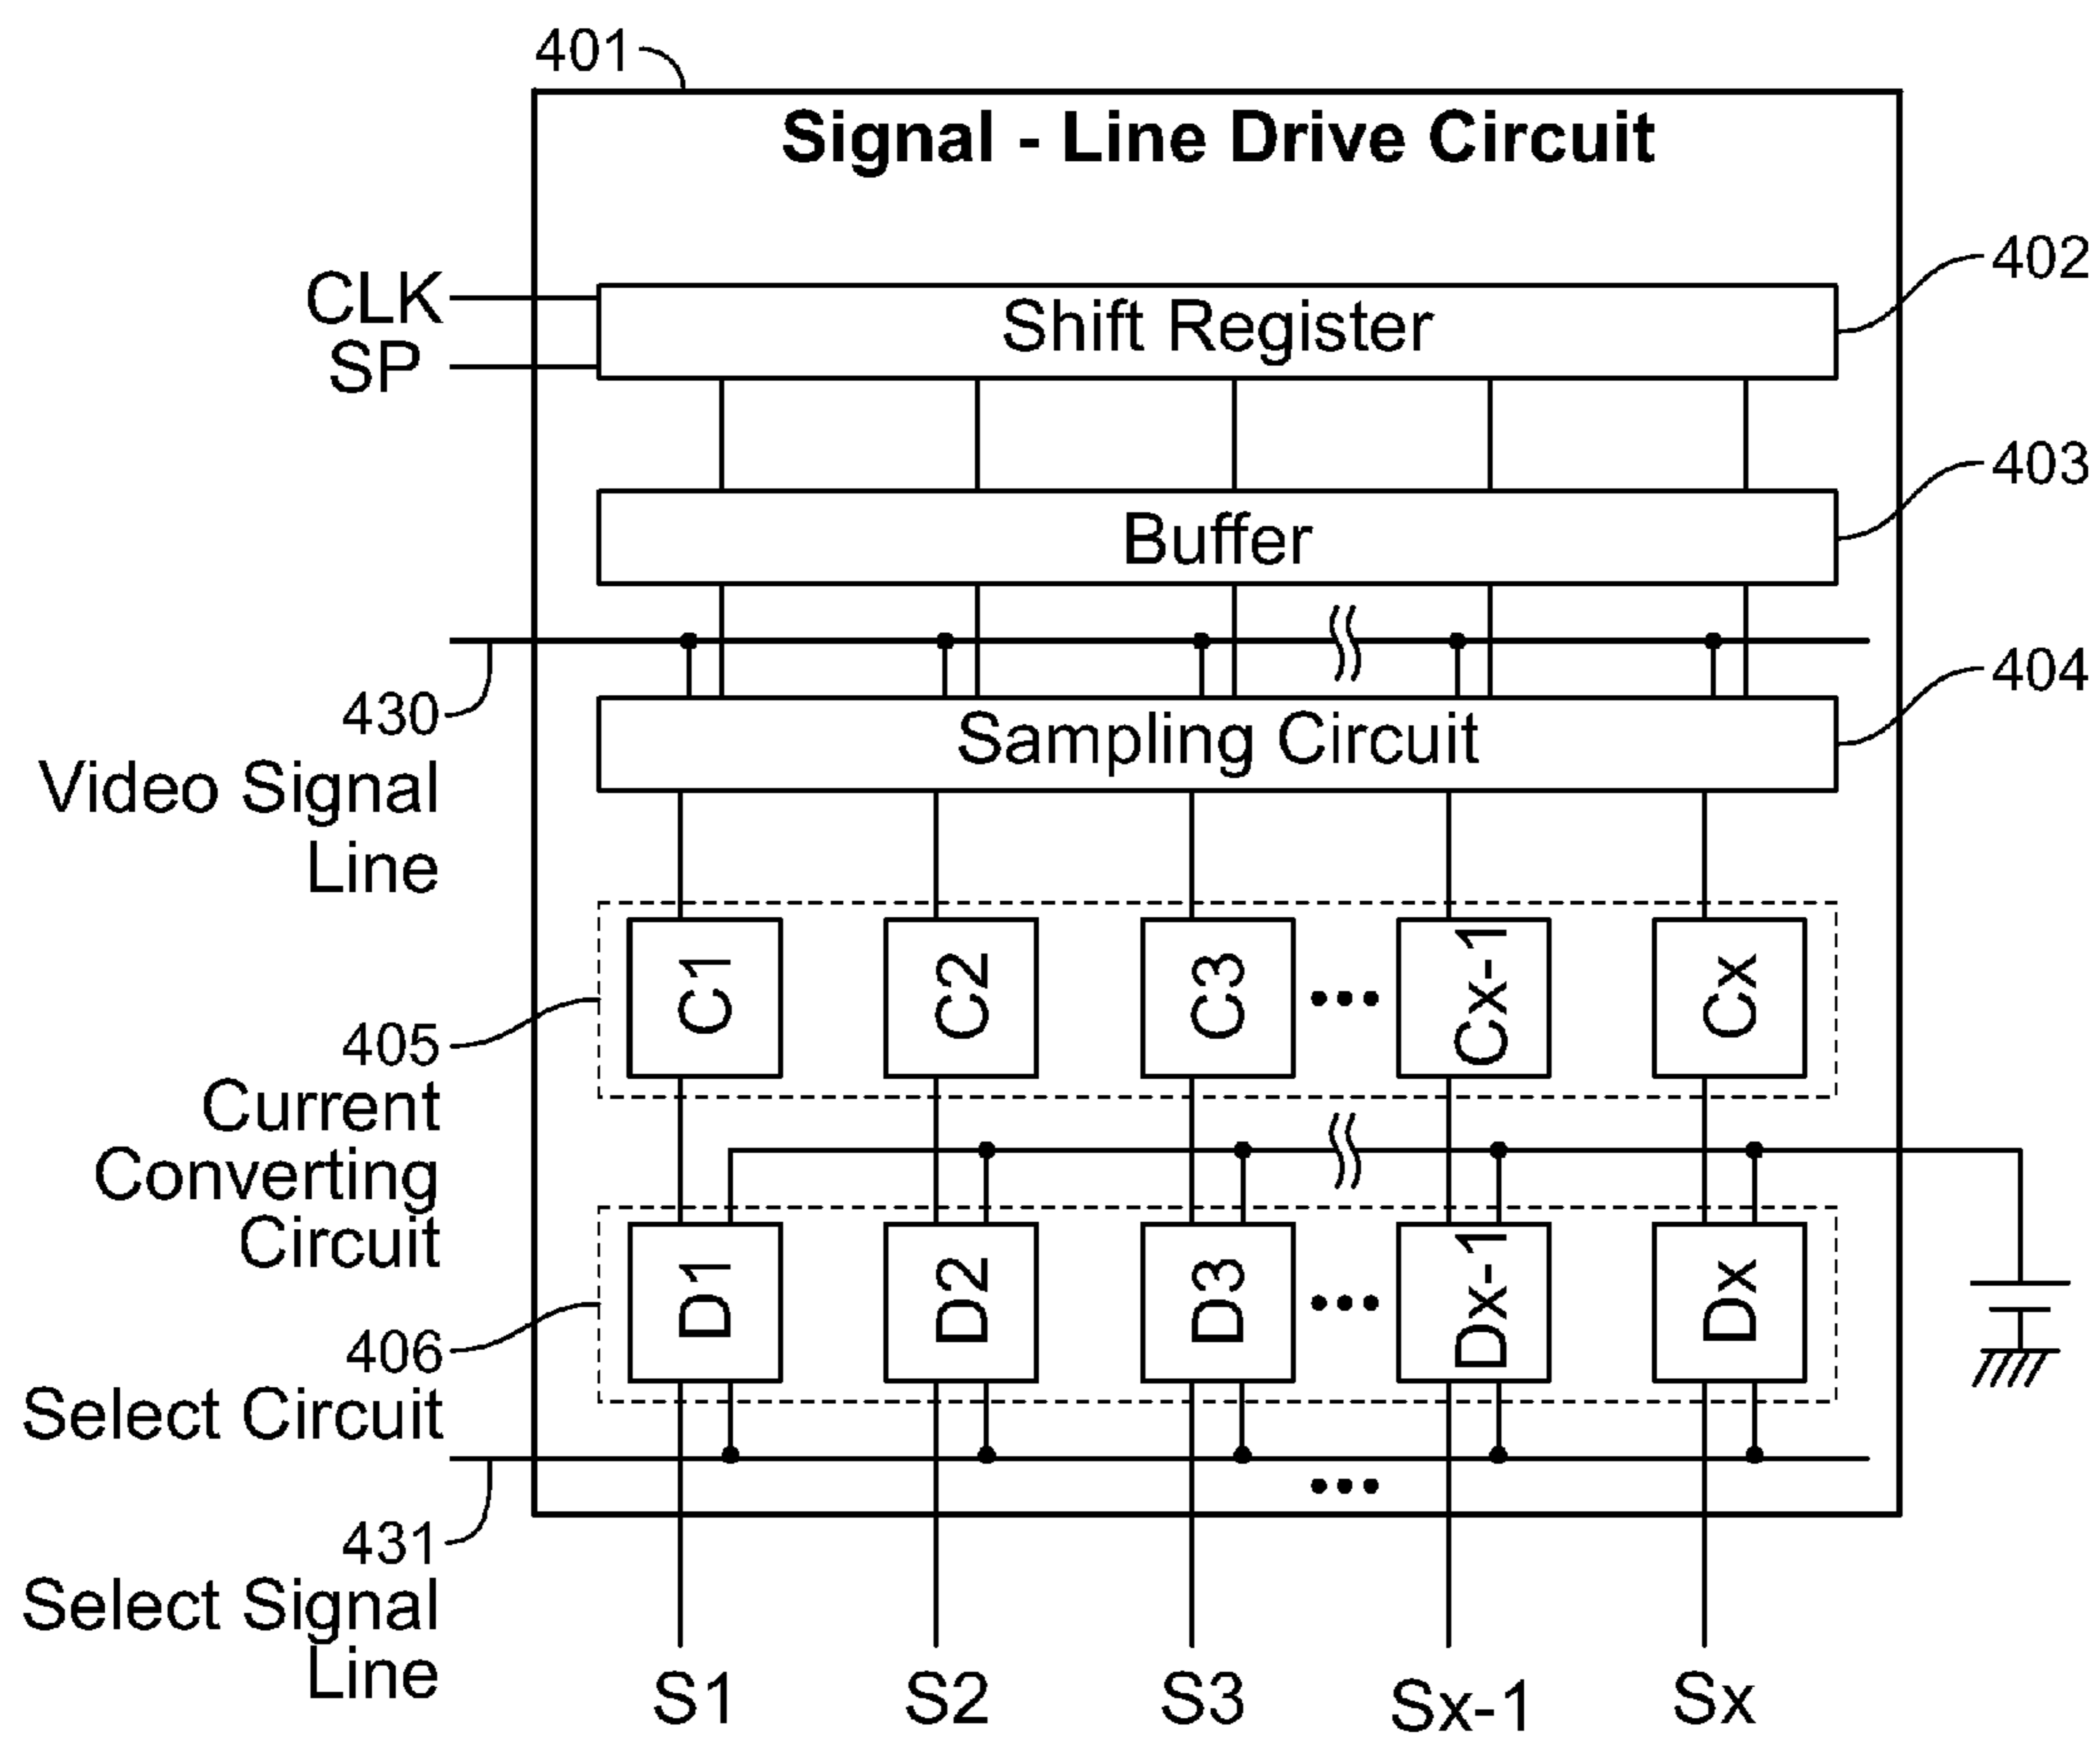 401
Signal - Line Drive Circuit
402
CLK
SP
Shift Register
403
Buffer
404
430
Video Signal
Line
Sampling Circuit
405
Current
Converting
Circuit
C1
C2
C3
•••
Cx-1
Cx
406
Select Circuit
D1
D2
D3
•••
Dx-1
Dx
•••
431
Select Signal
Line
S1
S2
S3
Sx-1
Sx